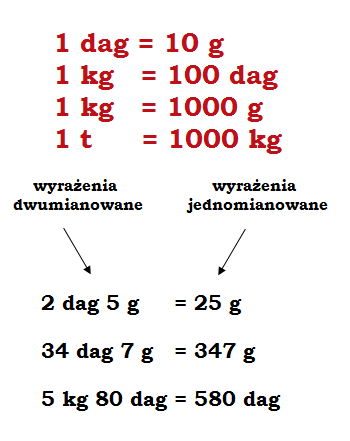 1 dag = 10 g
1 kg = 100 dag
1 kg = 1000 g
1 t = 1000 kg
wyrażenia dwumianowane
wyrażenia jednomianowane
2 dag 5 g = 25 g
34 dag 7 g = 347 g
5 kg 80 dag = 580 dag